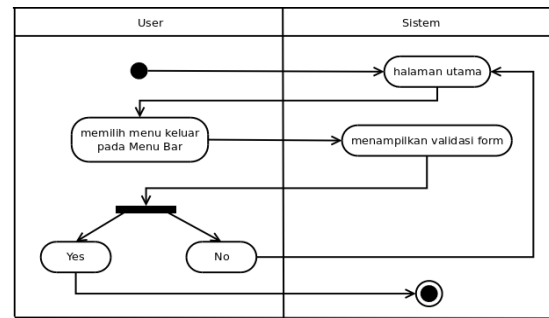 User
Sistem
halaman utama
memilih menu keluar
pada Menu Bar
menampilkan validasi form
Yes
No